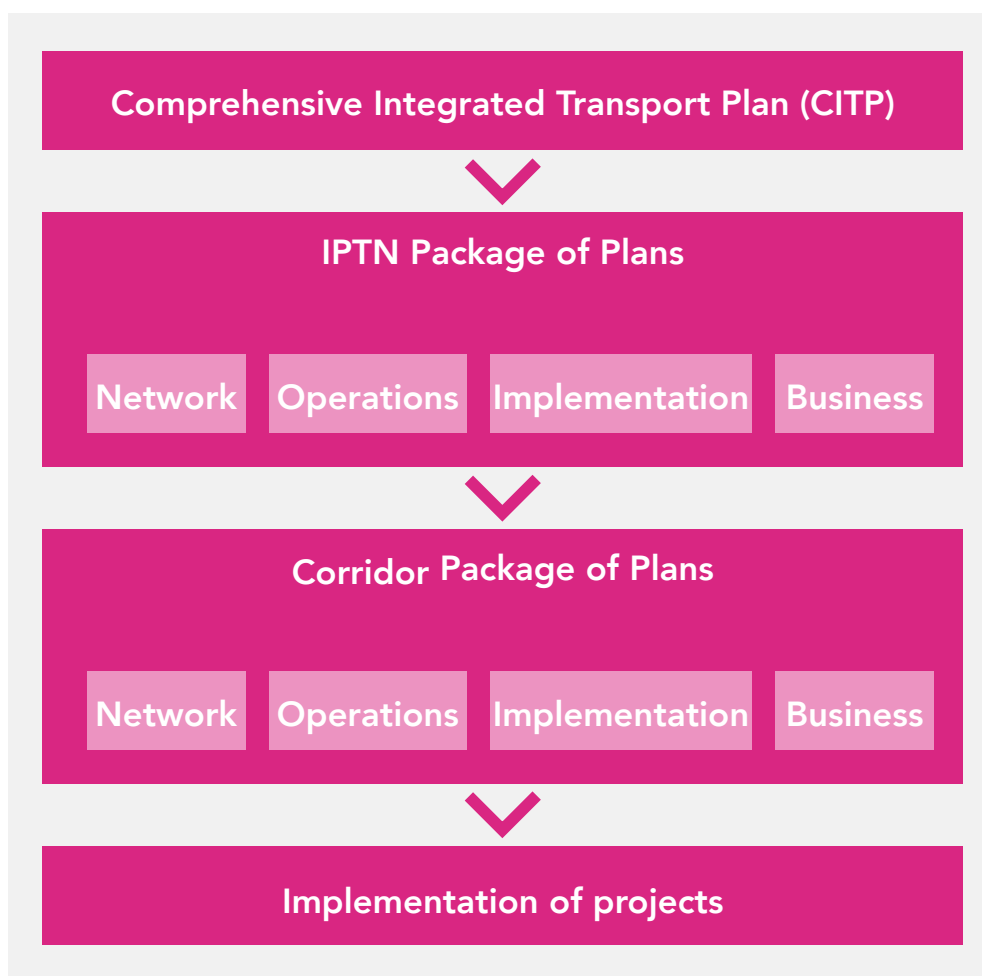 Comprehensive Integrated Transport Plan (CITP)
IPTN Package of Plans
Network Operations Implementation Business
Corridor Package of Plans
Network Operations Implementation Business
Implementation of projects